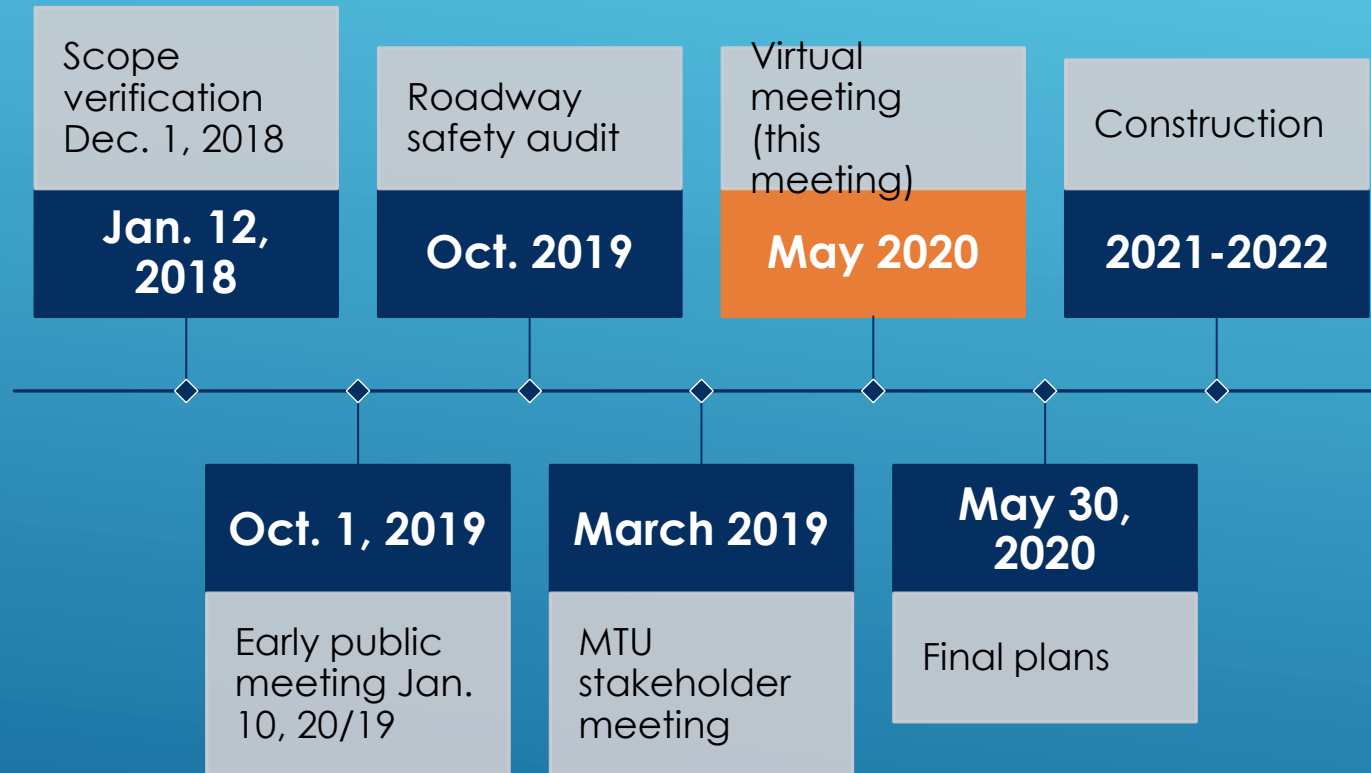 Scope
verification
Dec. 1, 2018
Jan. 12,
2018
Roadway
safety audit
Oct. 2019
Virtual
meeting
(this
meeting)
May 2020
Construction
2021-2022
Oct. 1, 2019
Early public
meeting Jan.
10, 20/19
March 2019
MTU
stakeholder
meeting
May 30,
2020
Final plans